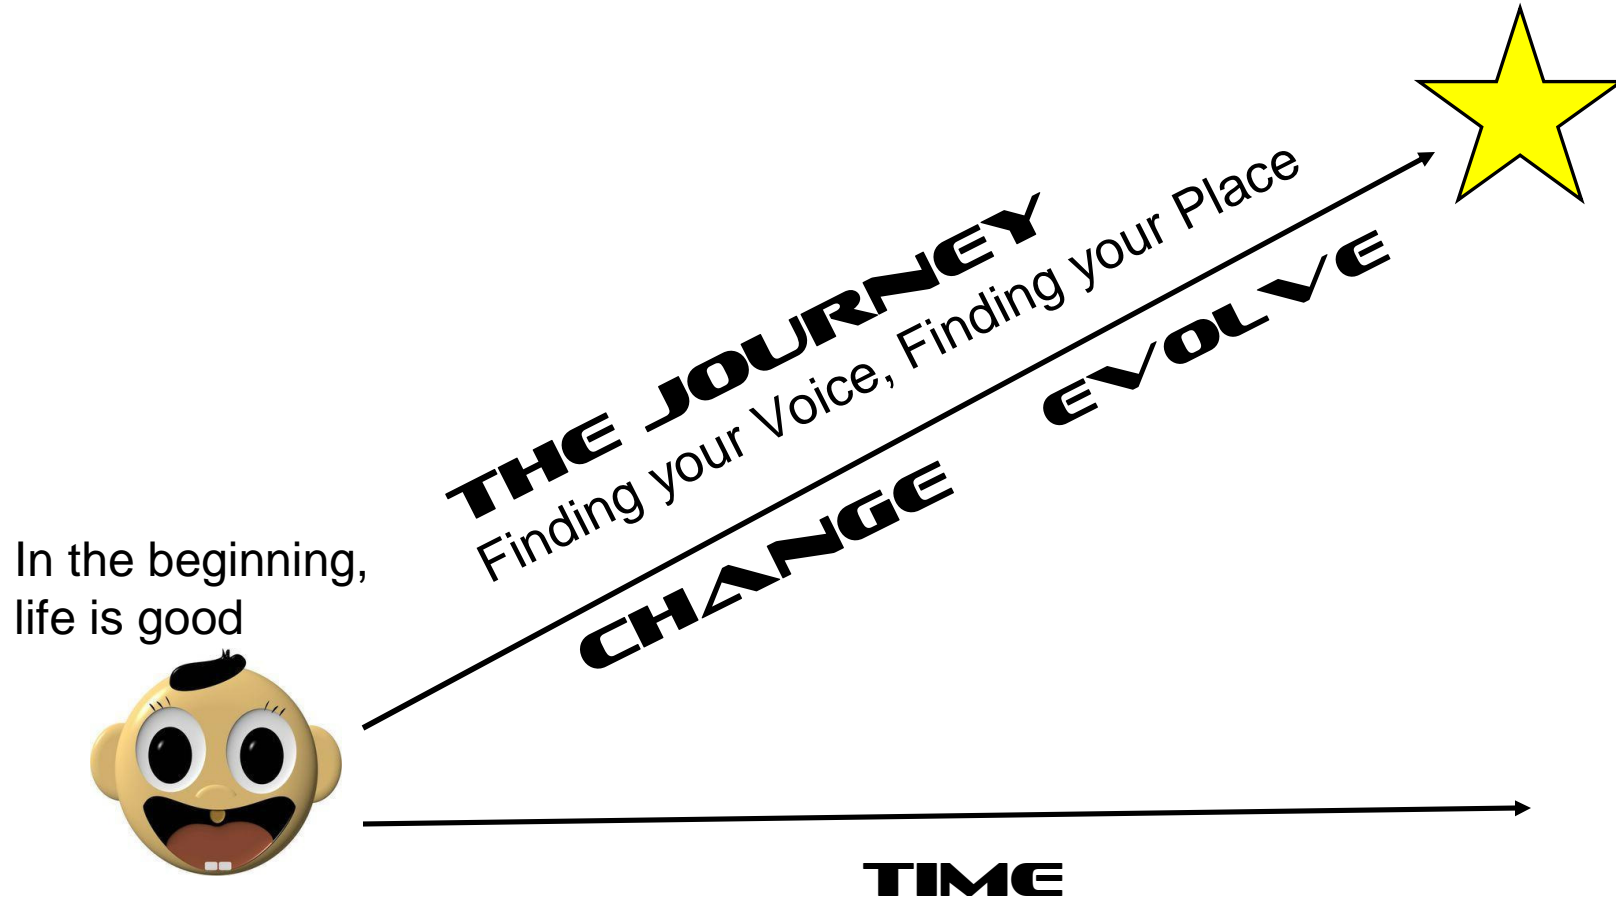 THE JOURNEY
Finding your Voice, Finding your Place
CHANGE
EVOLVE
In the beginning,
life is good
TIME